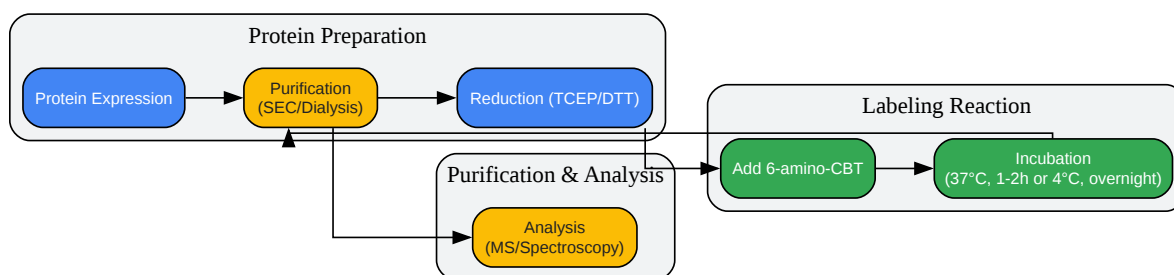 Protein Preparation
Protein Expression
Purification
(SEC/Dialysis)
Reduction (TCEP/DTT)
Labeling Reaction
Add 6-amino-CBT
Incubation
(37°C, 1-2h or 4°C, overnight)
Purification & Analysis
Analysis
(MS/Spectroscopy)